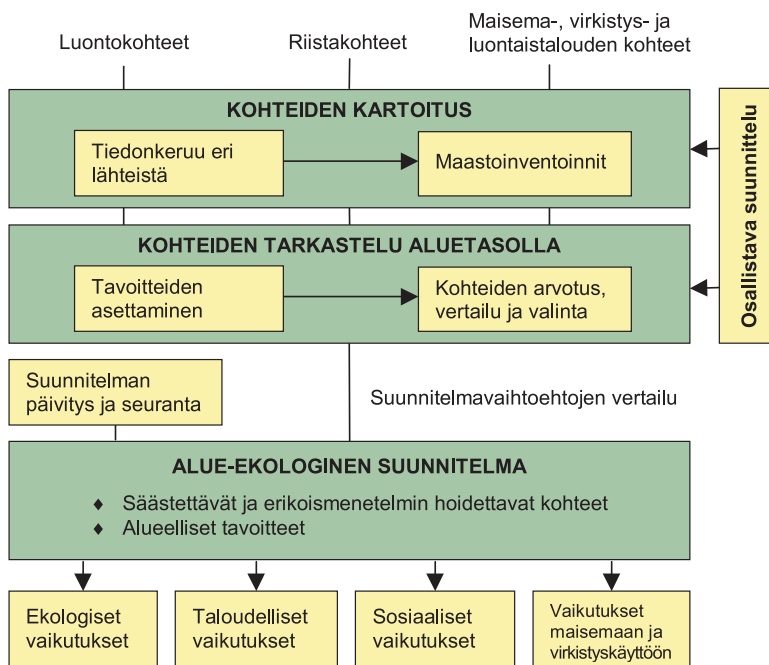 Luontokohteet
Riistakohteet
Maisema-, virkistys- ja
luontaistalouden kohteet
KOHTEIDEN KARTOITUS
Tiedonkeruu eri
lähteistä
Maastoinventoinnit
Osallistava suunnittelu
KOHTEIDEN TARKASTELU ALUETASOLLA
Tavoitteiden
asettaminen
Kohteiden arvotus,
vertailu ja valinta
Suunnitelman
päivitys ja seuranta
Suunnitelmavaihtoehtojen vertailu
ALUE-EKOLOGINEN SUUNNITELMA
♦ Säästettävät ja erikoismenetelmin hoidettavat kohteet
♦ Alueelliset tavoitteet
Ekologiset
vaikutukset
Taloudelliset
vaikutukset
Sosiaaliset
vaikutukset
Vaikutukset
maisemaan ja
virkistyskäyttöön